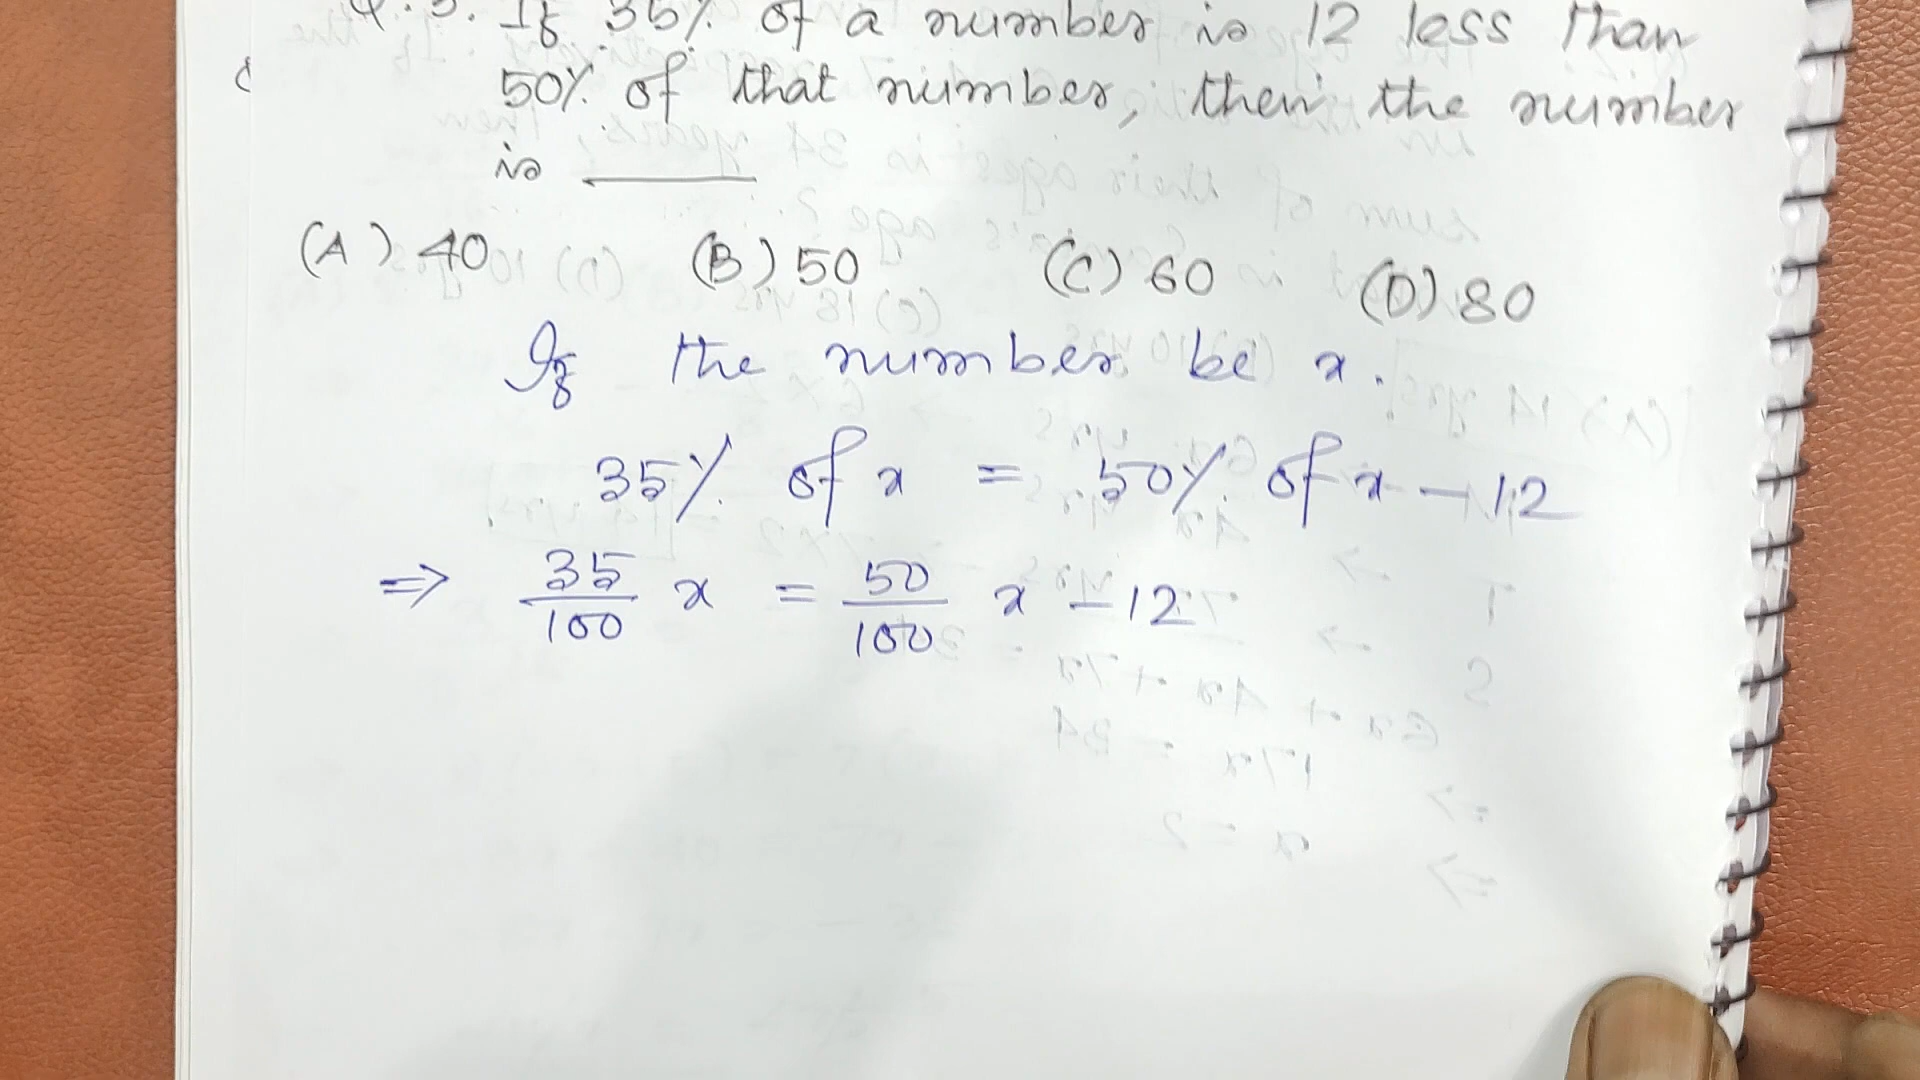 Q.5. If 35% of a number is 12 less than
50% of that number, then the number
is ______
(A) 40 (B) 50 (C) 60 (D) 80
If the number be x.
35% of x = 50% of x - 12
⇒ 35/100 x = 50/100 x - 12